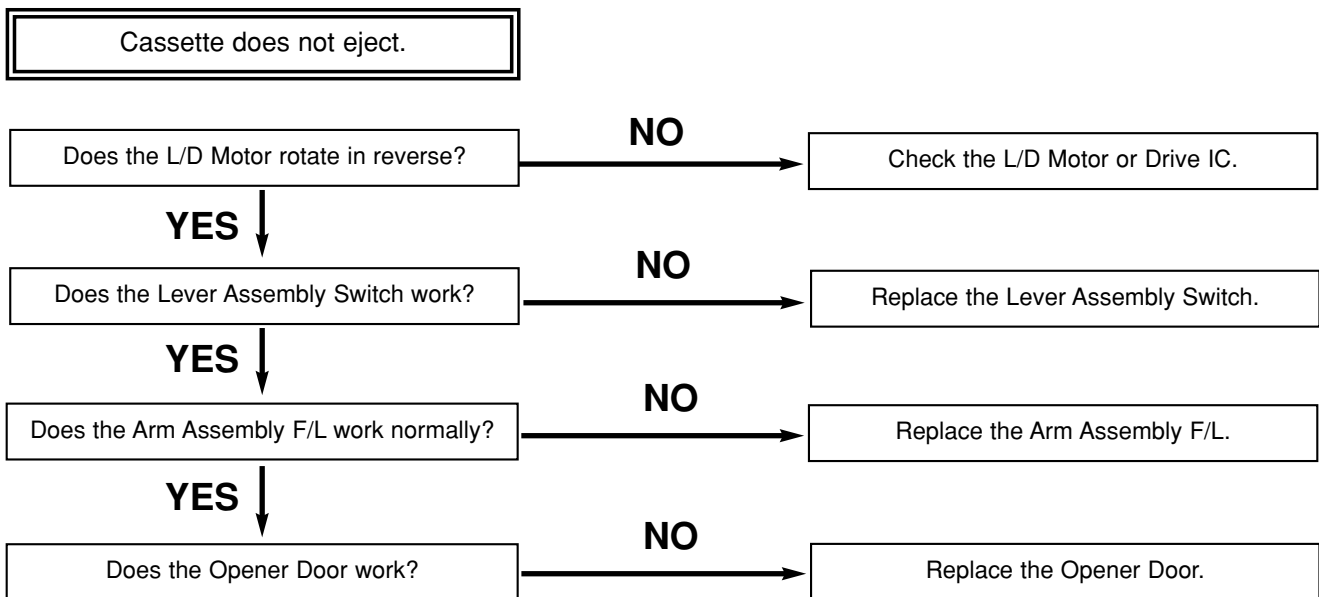 Cassette does not eject.
Does the L/D Motor rotate in reverse?
NO
Check the L/D Motor or Drive IC.
YES
Does the Lever Assembly Switch work?
NO
Replace the Lever Assembly Switch.
YES
Does the Arm Assembly F/L work normally?
NO
Replace the Arm Assembly F/L.
YES
Does the Opener Door work?
NO
Replace the Opener Door.